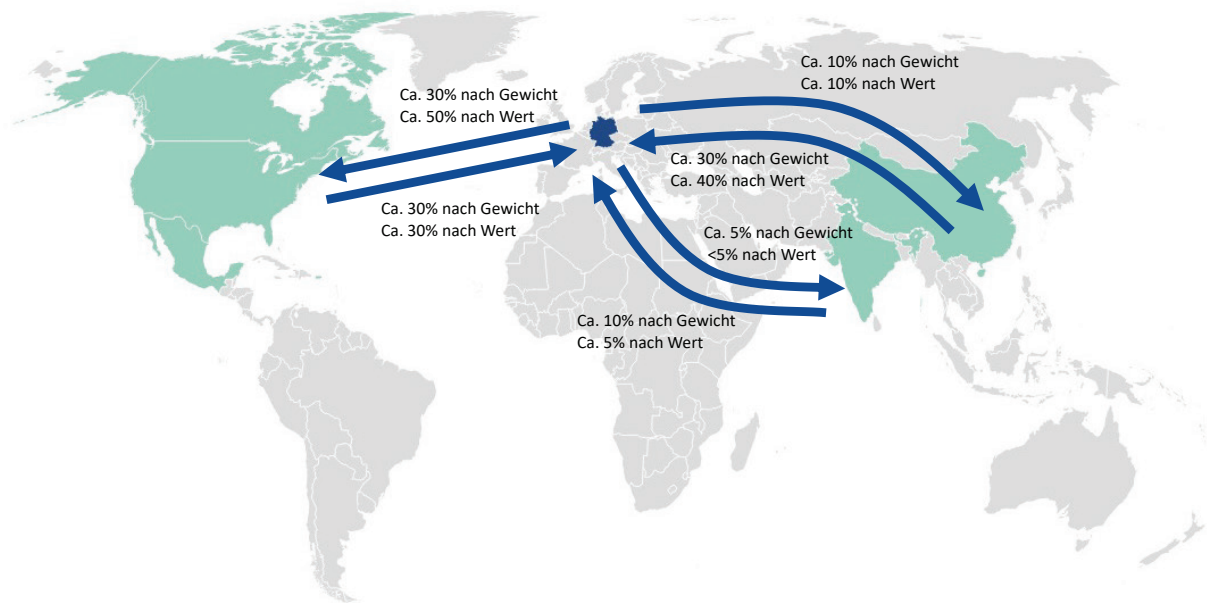 Ca. 10% nach Gewicht
Ca. 10% nach Wert
Ca. 30% nach Gewicht
Ca. 50% nach Wert
Ca. 30% nach Gewicht
Ca. 40% nach Wert
Ca. 30% nach Gewicht
Ca. 30% nach Wert
Ca. 5% nach Gewicht
<5% nach Wert
Ca. 10% nach Gewicht
Ca. 5% nach Wert